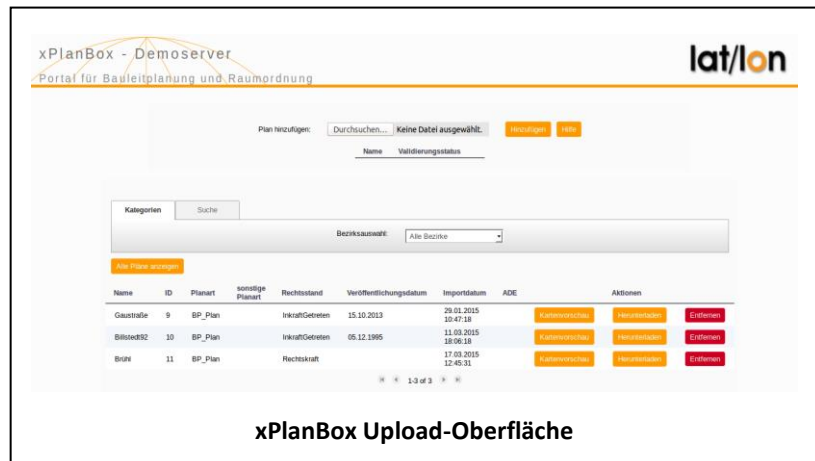 xPlanBox - Demoserver
Portal für Bauleitplanung und Raumordnung
lat/lon
Plan hinzufügen: Durchsuchen... Keine Datei ausgewählt. Hinzufügen Hilfe
Name Validierungsstatus
Kategorien Suche
Bezirksauswahl: Alle Bezirke
Alle Pläne anzeigen
Name ID Planart sonstige Planart Rechtsstand Veröffentlichungsdatum Importdatum ADE Aktionen
Gaustraße 9 BP_Plan InkraftGetreten 15.10.2013 29.01.2015 10:47:18 Kartenvorschau Herunterladen Entfernen
Billstedt92 10 BP_Plan InkraftGetreten 05.12.1995 11.03.2015 18:06:18 Kartenvorschau Herunterladen Entfernen
Brühl 11 BP_Plan Rechtskraft 17.03.2015 12:45:31 Kartenvorschau Herunterladen Entfernen
1-3 of 3
xPlanBox Upload-Oberfläche